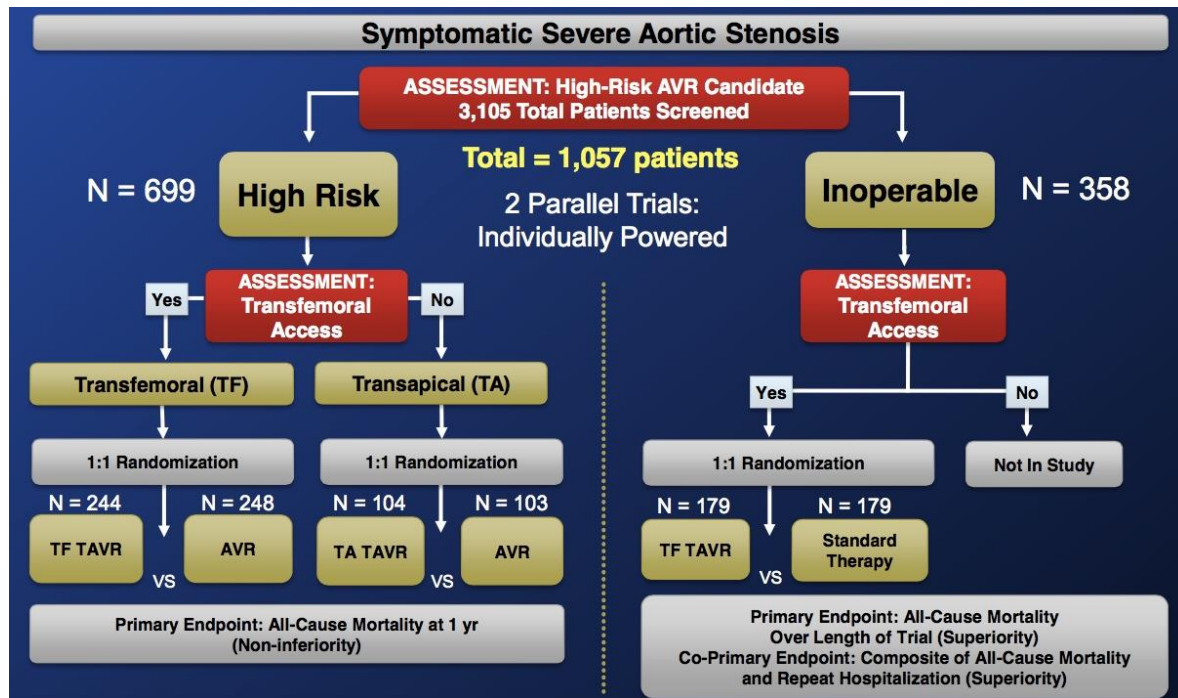 Symptomatic Severe Aortic Stenosis
ASSESSMENT: High-Risk AVR Candidate
3,105 Total Patients Screened
Total = 1,057 patients
2 Parallel Trials:
Individually Powered
N = 699
High Risk
Inoperable
N = 358
ASSESSMENT:
Transfemoral
Access
Yes
No
Transfemoral (TF)
Transapical (TA)
1:1 Randomization
1:1 Randomization
N = 244
N = 248
N = 104
N = 103
TF TAVR
VS
AVR
TA TAVR
VS
AVR
Primary Endpoint: All-Cause Mortality at 1 yr
(Non-inferiority)
ASSESSMENT:
Transfemoral
Access
Yes
No
1:1 Randomization
Not In Study
N = 179
N = 179
TF TAVR
VS
Standard
Therapy
Primary Endpoint: All-Cause Mortality
Over Length of Trial (Superiority)
Co-Primary Endpoint: Composite of All-Cause Mortality
and Repeat Hospitalization (Superiority)